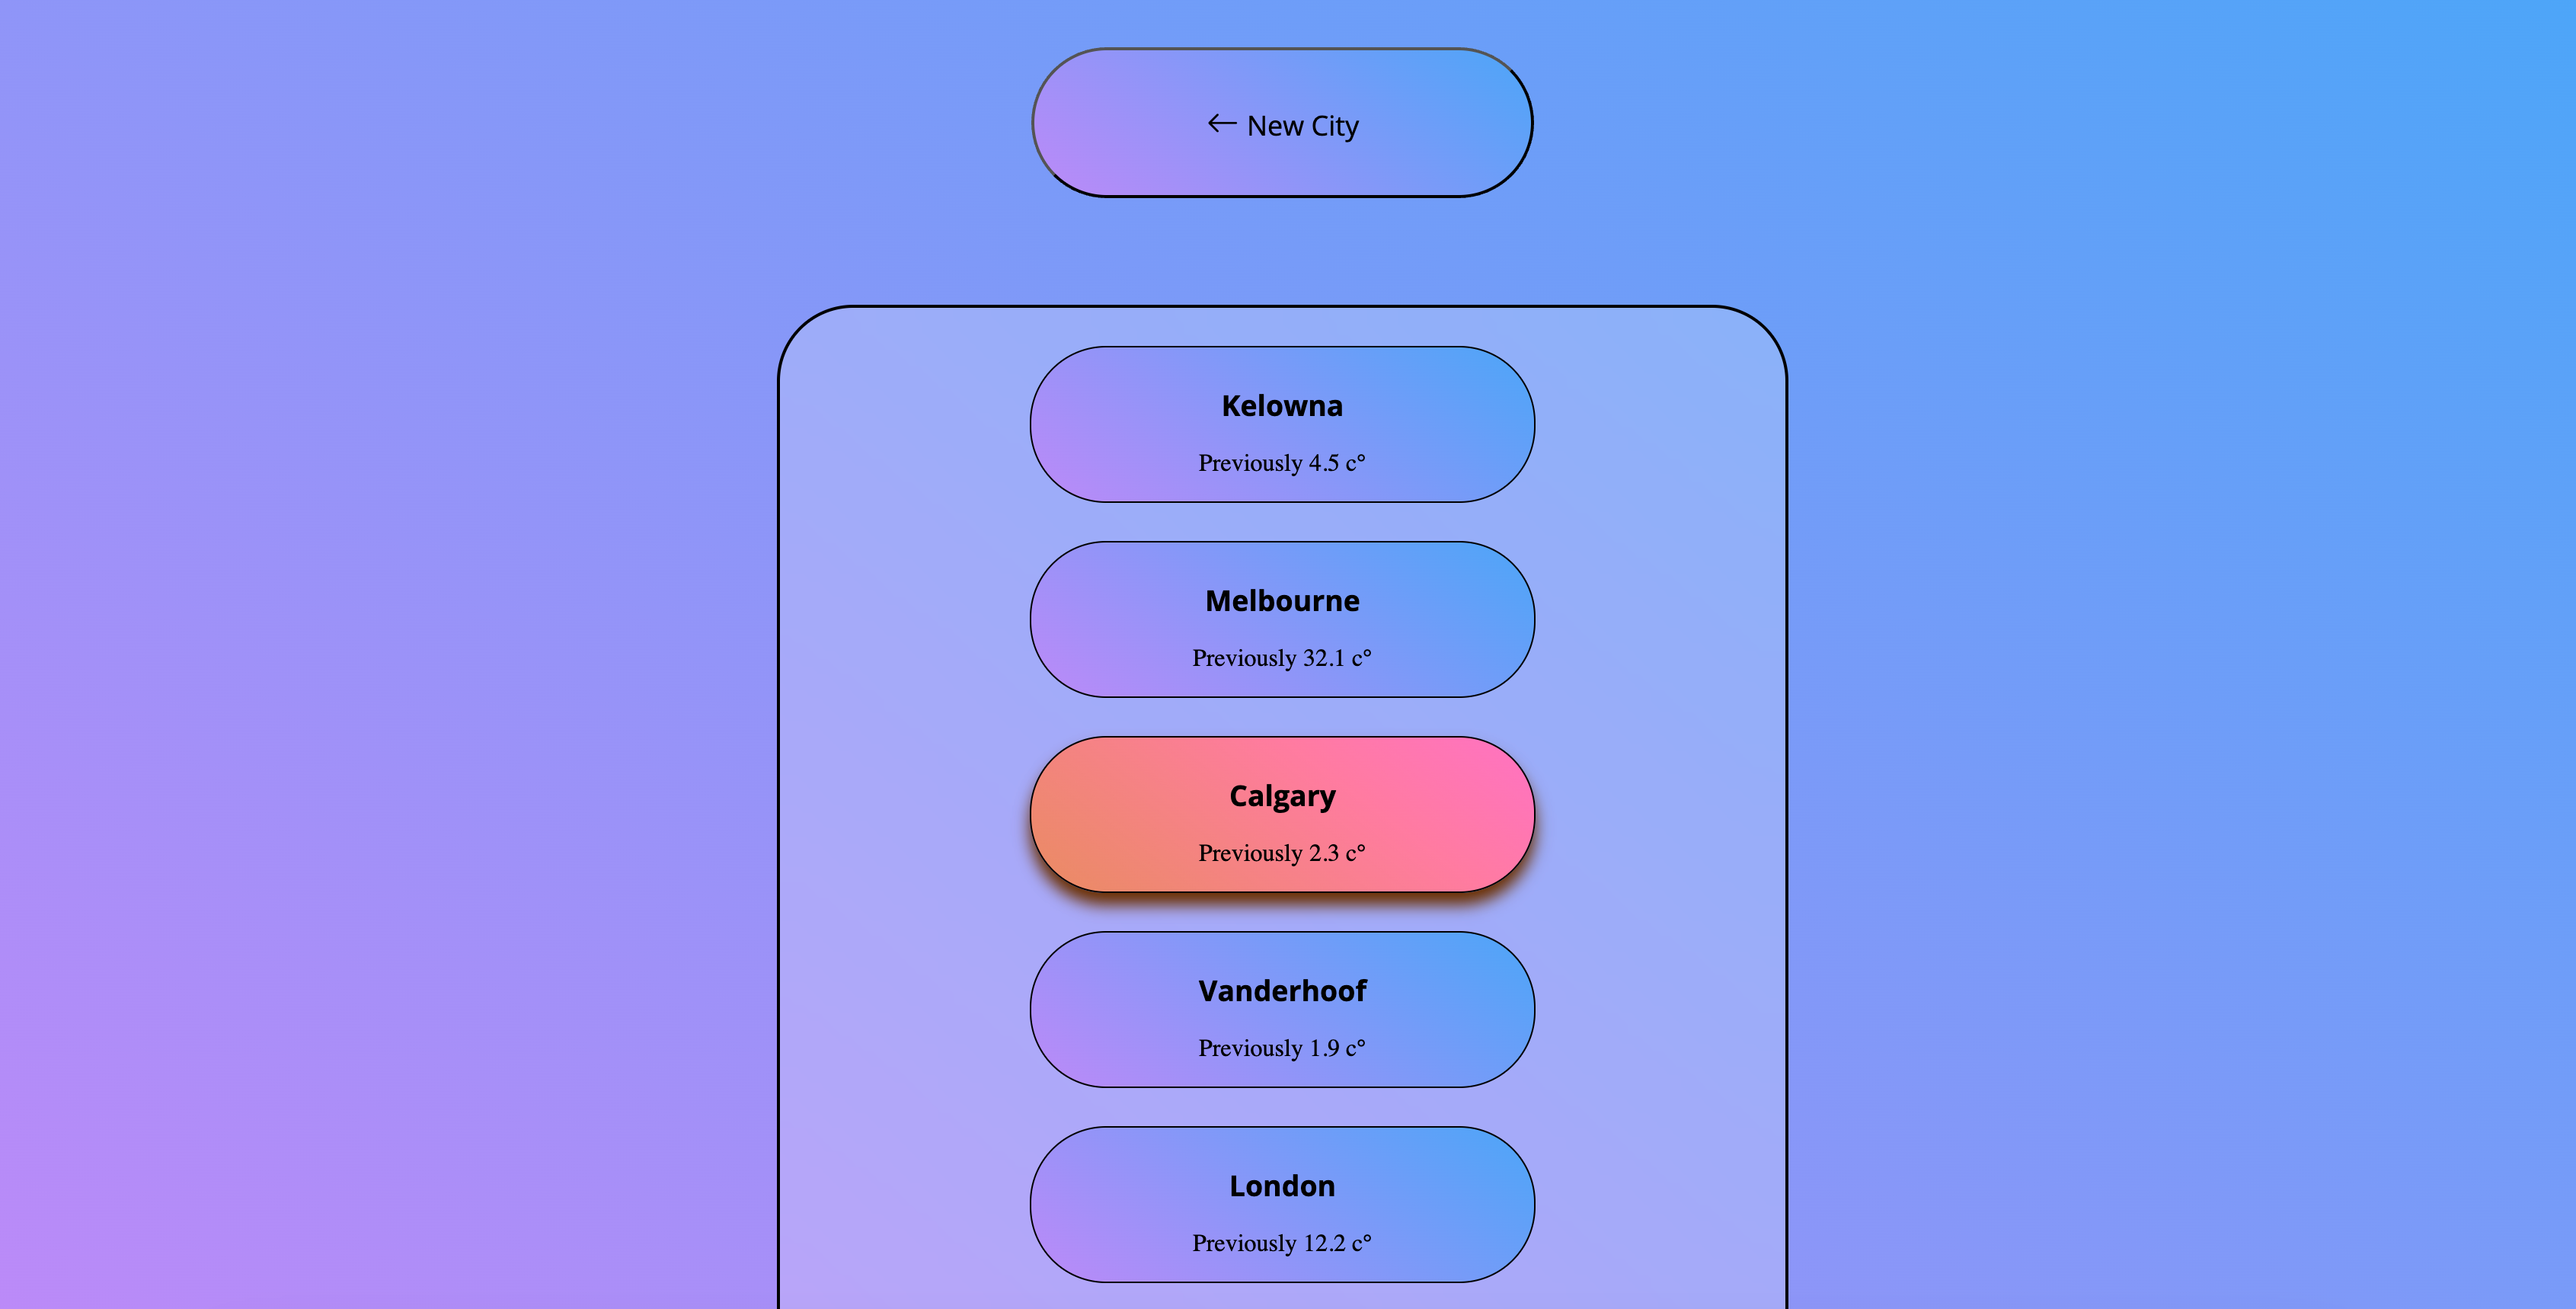 ← New City
Kelowna
Previously 4.5 c°
Melbourne
Previously 32.1 c°
Calgary
Previously 2.3 c°
Vanderhoof
Previously 1.9 c°
London
Previously 12.2 c°